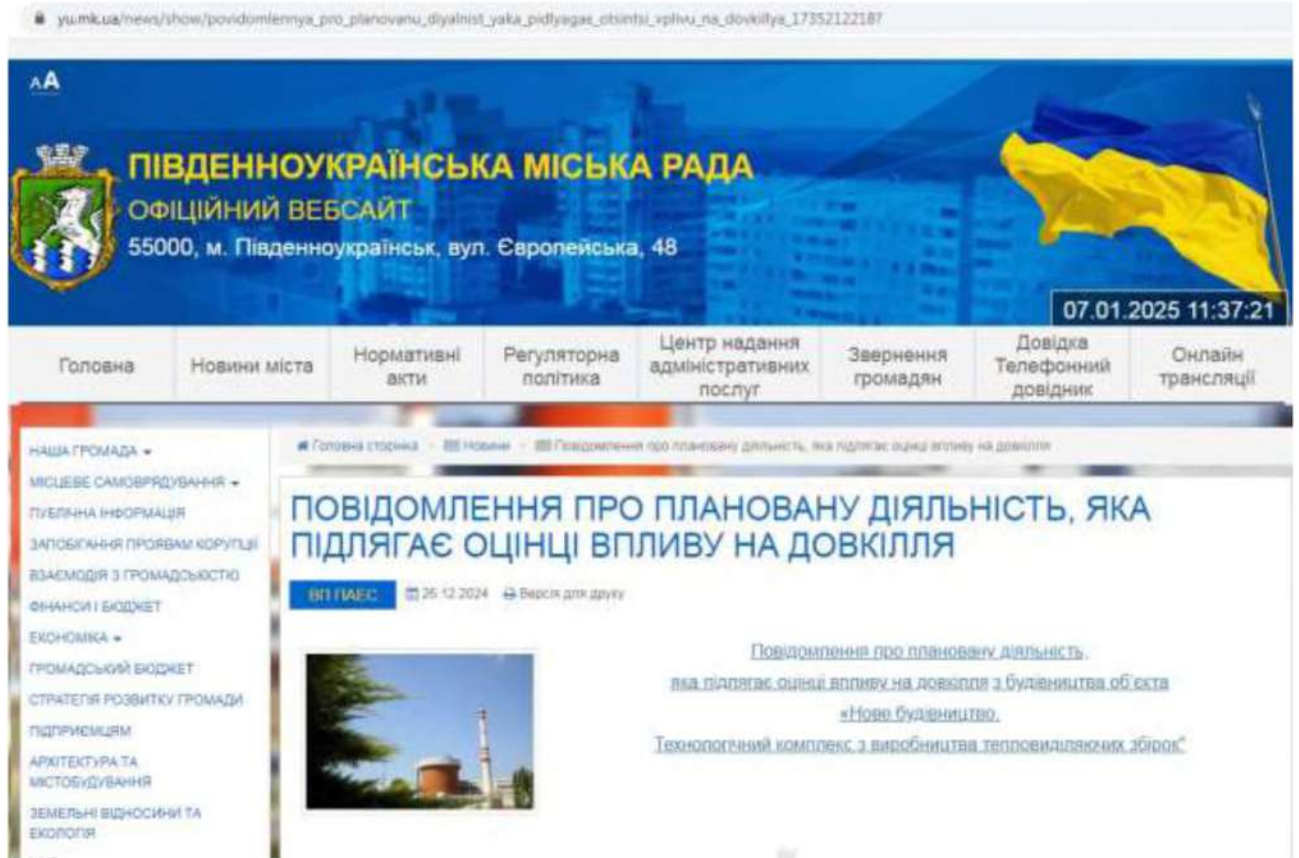 yu.mk.ua/news/show/povidomlennya_pro_planovanu_diyalnist_yaka_pidlyagae_otsintsi_vplivu_na_dovkillya_1735212218?
AА
ПІВДЕННОУКРАЇНСЬКА МІСЬКА РАДА
ОФІЦІЙНИЙ ВЕБСАЙТ
55000, м. Південноукраїнськ, вул. Європейська, 48
07.01.2025 11:37:21
Головна
Новини міста
Нормативні
акти
Регуляторна
політика
Центр надання
адміністративних
послуг
Звернення
громадян
Довідка
Телефонний
довідник
Онлайн
трансляції
НАША ГРОМАДА
МІСЦЕВЕ САМОВРЯДУВАННЯ
ПУБЛІЧНА ІНФОРМАЦІЯ
ЗАПОБІГАННЯ ПРОЯВАМ КОРУПЦІЇ
ВЗАЄМОДІЯ З ГРОМАДСЬКІСТЮ
ФІНАНСИ І БЮДЖЕТ
ЕКОНОМІКА
ГРОМАДСЬКИЙ БЮДЖЕТ
СТРАТЕГІЯ РОЗВИТКУ ГРОМАДИ
ПІДПРИЄМЦЯМ
АРХІТЕКТУРА ТА
МІСТОБУДУВАННЯ
ЗЕМЕЛЬНІ ВІДНОСИНИ ТА
ЕКОЛОГІЯ
Головна сторінка - Новини - Повідомлення про плановану діяльність, яка підлягає оцінці впливу на довкілля
ПОВІДОМЛЕННЯ ПРО ПЛАНОВАНУ ДІЯЛЬНІСТЬ, ЯКА
ПІДЛЯГАЄ ОЦІНЦІ ВПЛИВУ НА ДОВКІЛЛЯ
ВП ПАЕС 26.12.2024 Версія для друку
Повідомлення про плановану діяльність,
яка підлягає оцінці впливу на довкілля з будівництва об'єкта
«Нове будівництво.
Технологічний комплекс з виробництва тепловиділяючих збірок"